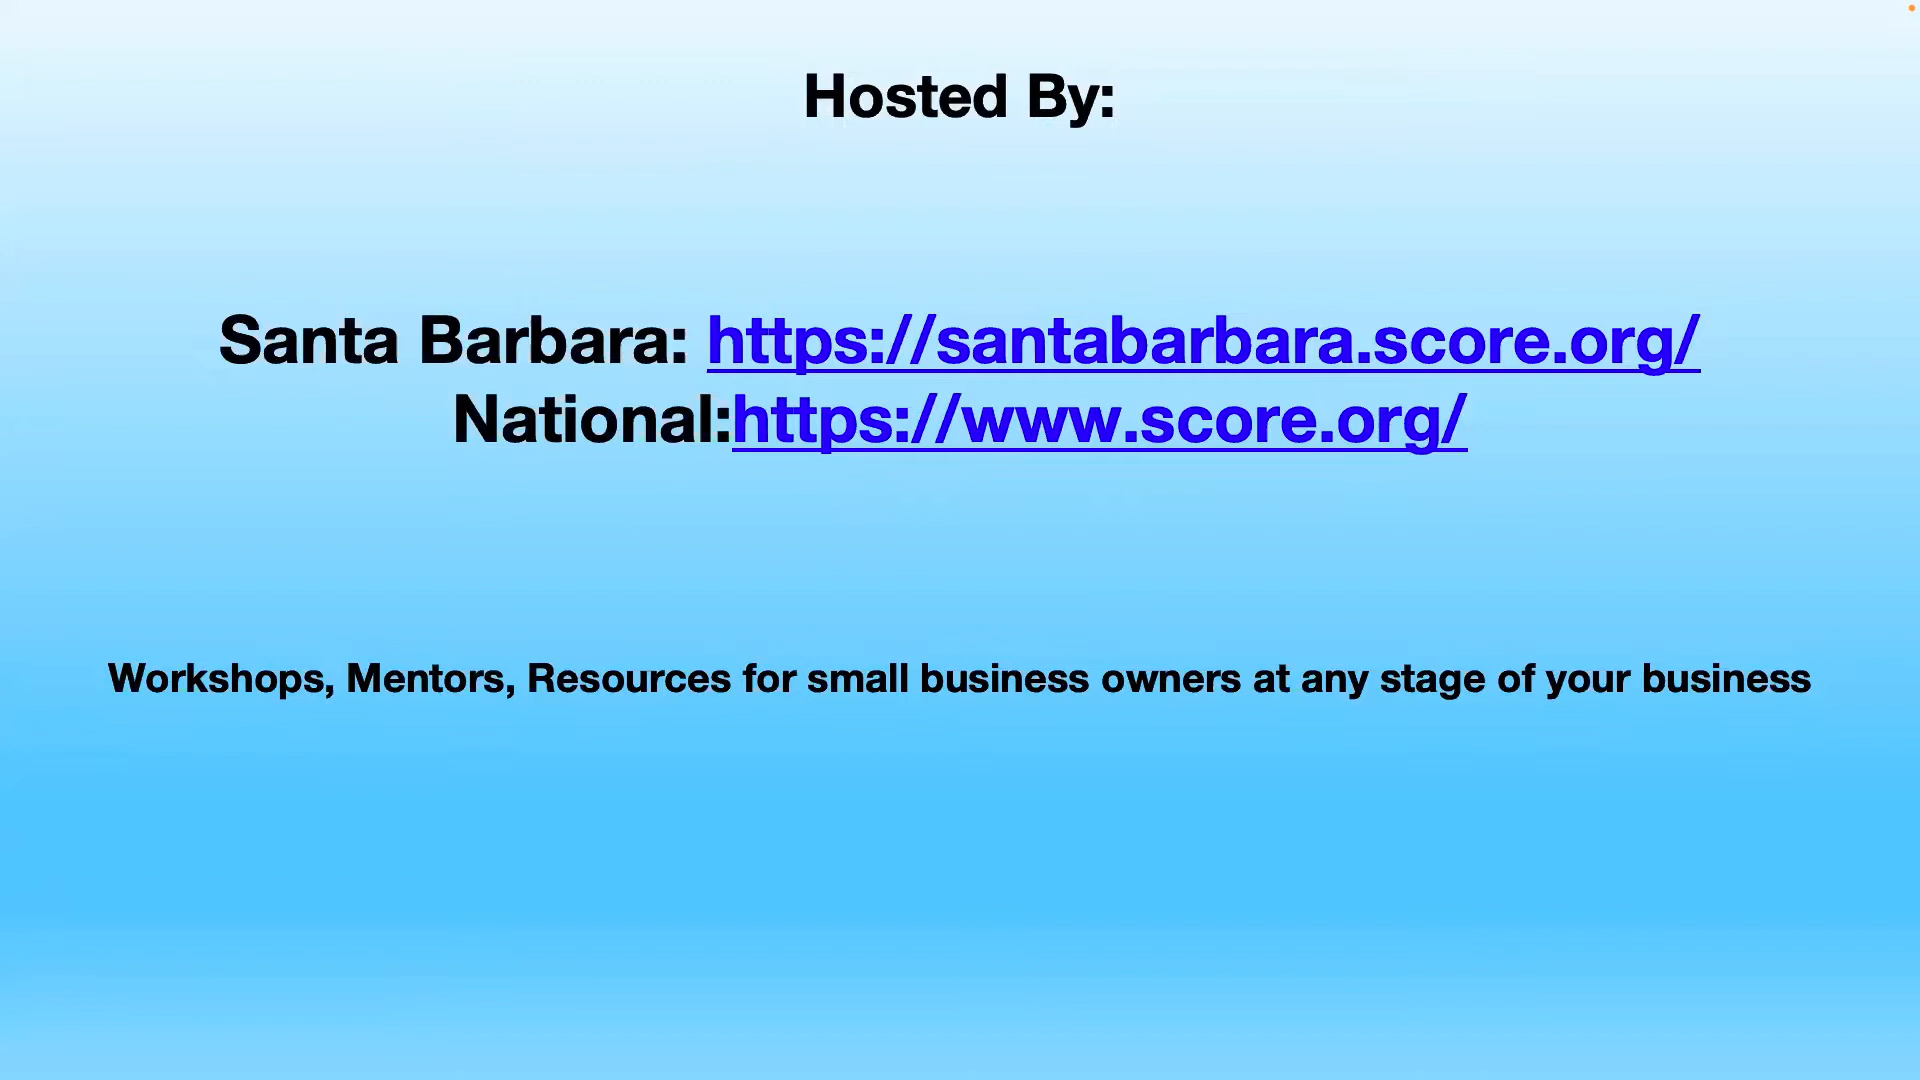 Hosted By:
Santa Barbara: https://santabarbara.score.org/
National:https://www.score.org/
Workshops, Mentors, Resources for small business owners at any stage of your business